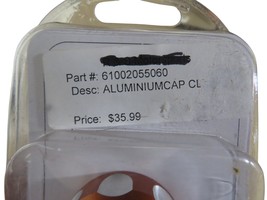 Part #: 61002055060
Desc: ALUMINIUMCAP CL
Price: $35.99